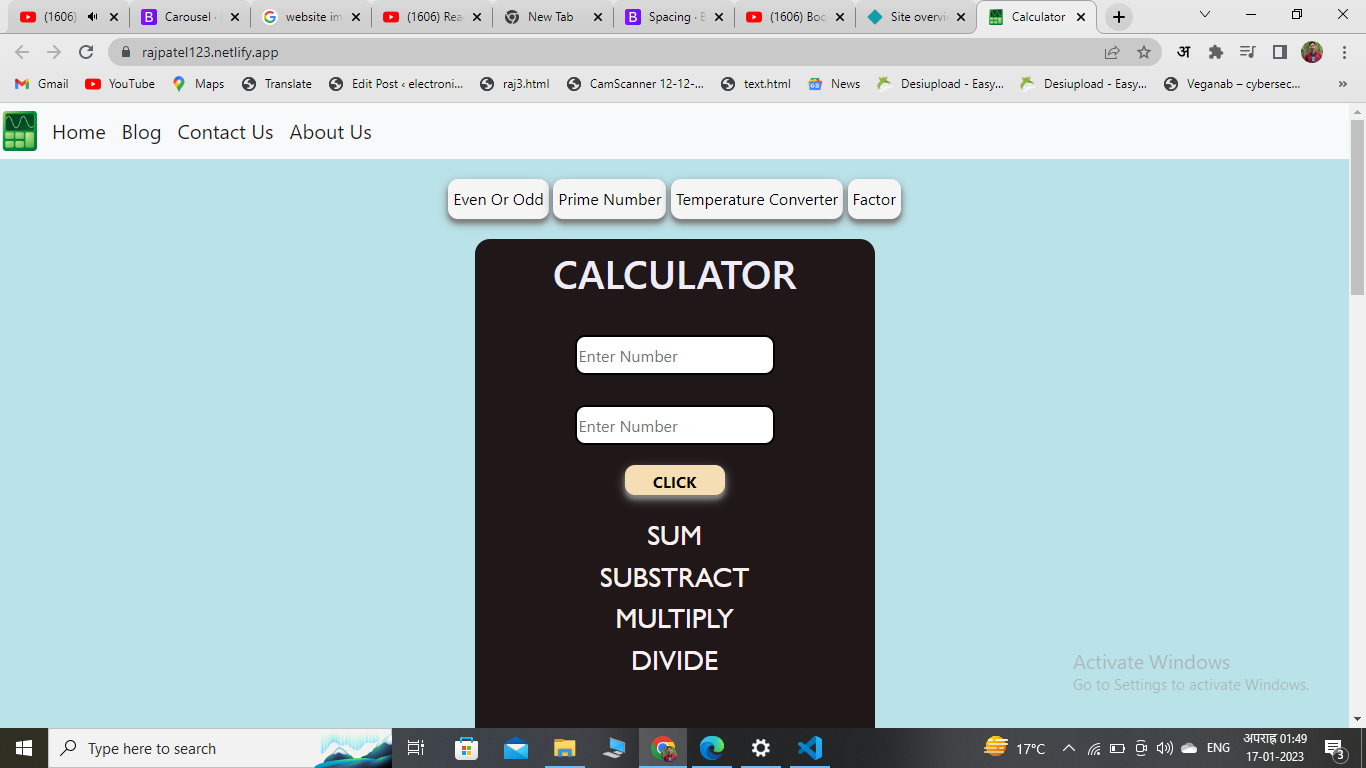 (1606)
Carousel ·
website im
(1606) Rea
New Tab
Spacing · B
(1606) Boo
Site overvi
Calculator
rajpatel123.netlify.app
अ
Gmail
YouTube
Maps
Translate
Edit Post ‹ electroni...
raj3.html
CamScanner 12-12-...
text.html
News
Desiupload - Easy...
Desiupload - Easy...
Veganab – cybersec...
»
Home Blog Contact Us About Us
Even Or Odd Prime Number Temperature Converter Factor
CALCULATOR
Enter Number
Enter Number
CLICK
SUM
SUBSTRACT
MULTIPLY
DIVIDE
Activate Windows
Go to Settings to activate Windows.
Type here to search
17°C
ENG
अपराह्न 01:49
17-01-2023
3